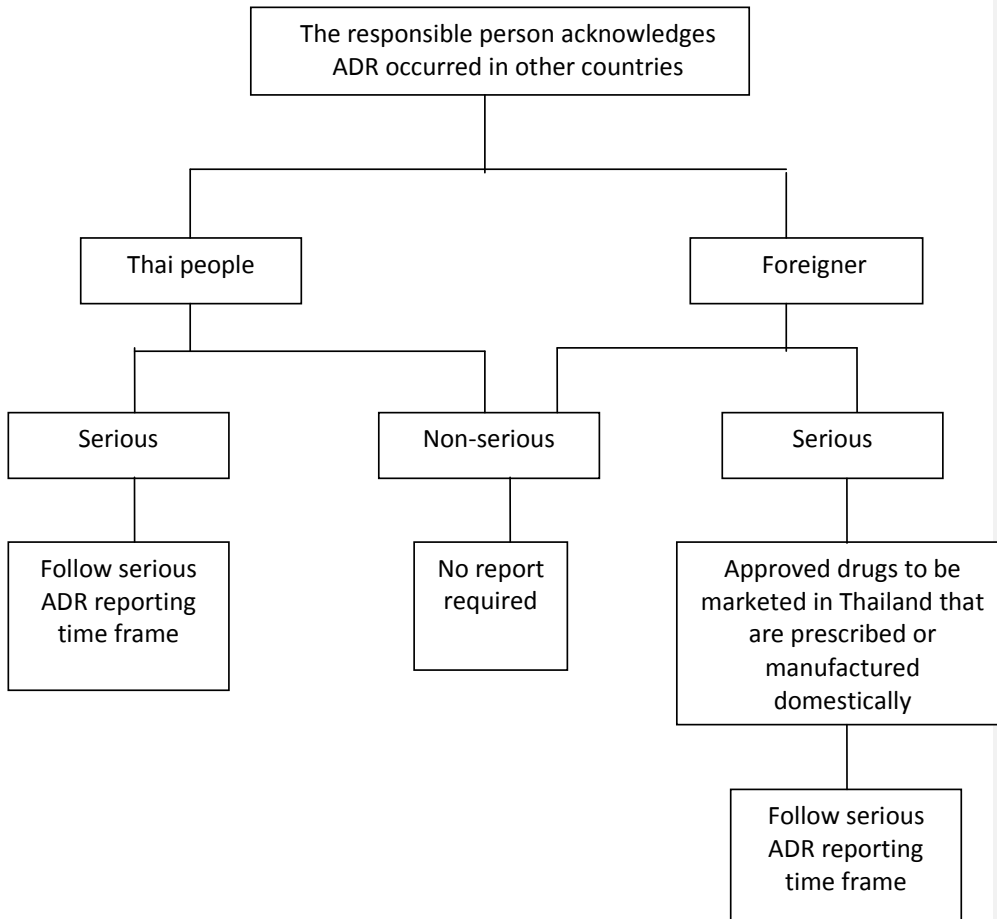 The responsible person acknowledges
ADR occurred in other countries
Thai people
Foreigner
Serious
Non-serious
Serious
Follow serious
ADR reporting
time frame
No report
required
Approved drugs to be
marketed in Thailand that
are prescribed or
manufactured
domestically
Follow serious
ADR reporting
time frame